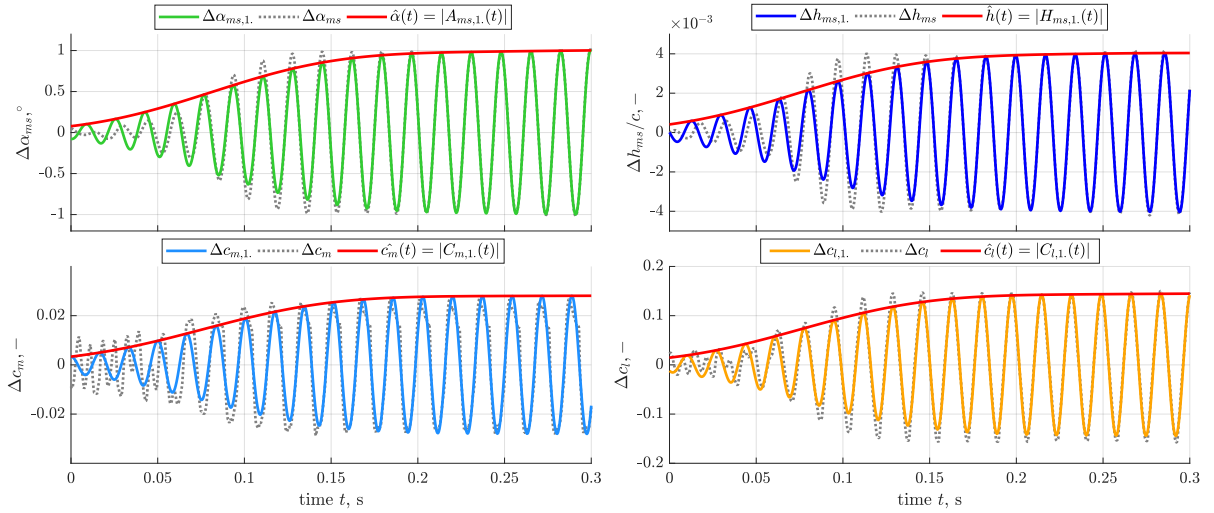 Δα_{ms,1.} Δα_{ms} α̂(t) = |A_{ms,1.}(t)|
1
0.5
0
-0.5
-1
Δα_{ms},°
Δh_{ms,1.} Δh_{ms} ĥ(t) = |H_{ms,1.}(t)|
×10⁻³
4
2
0
-2
-4
Δh_{ms}/c, −
Δc_{m,1.} Δc_m ĉ_m(t) = |C_{m,1.}(t)|
0.02
0
-0.02
Δc_m, −
0 0.05 0.1 0.15 0.2 0.25 0.3
time t, s
Δc_{l,1.} Δc_l ĉ_l(t) = |C_{l,1.}(t)|
0.2
0.1
0
-0.1
-0.2
Δc_l, −
0 0.05 0.1 0.15 0.2 0.25 0.3
time t, s